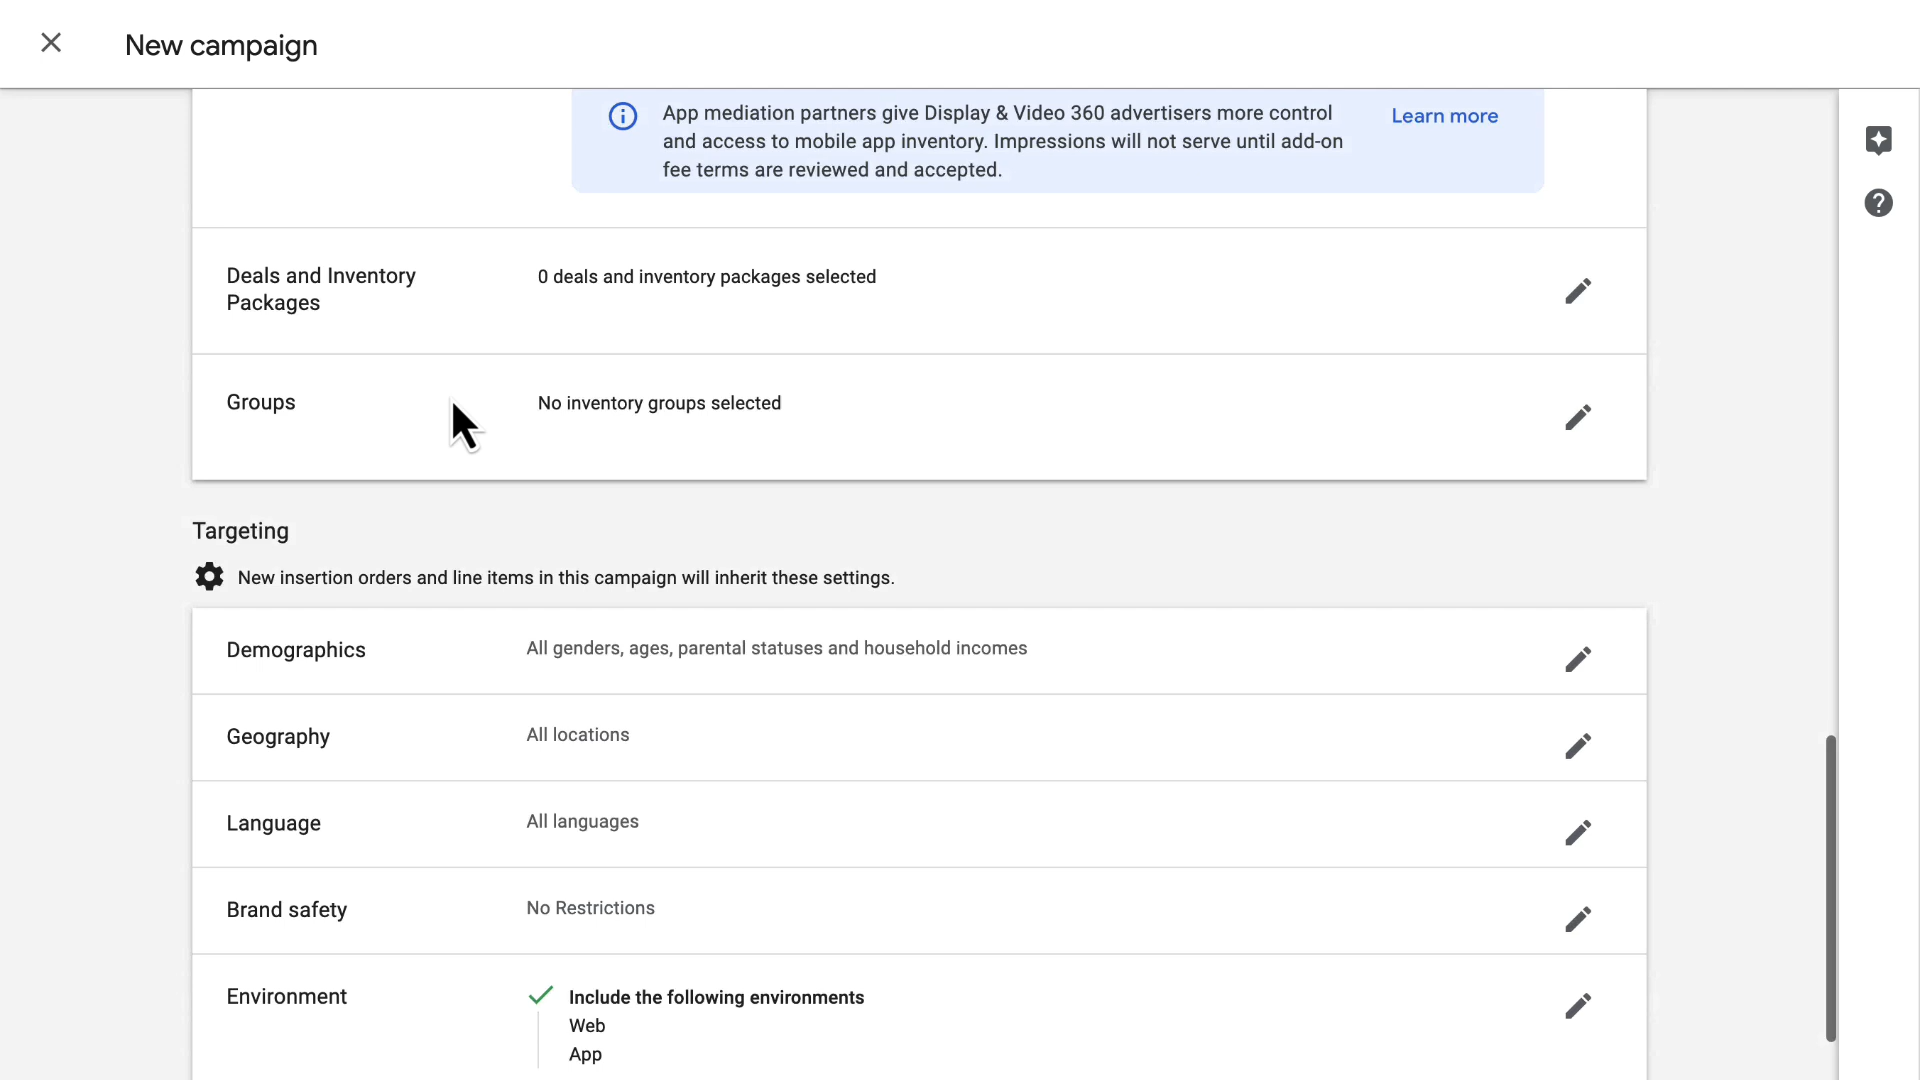 New campaign
App mediation partners give Display & Video 360 advertisers more control
and access to mobile app inventory. Impressions will not serve until add-on
fee terms are reviewed and accepted.
Learn more
Deals and Inventory
Packages
0 deals and inventory packages selected
Groups
No inventory groups selected
Targeting
New insertion orders and line items in this campaign will inherit these settings.
Demographics
All genders, ages, parental statuses and household incomes
Geography
All locations
Language
All languages
Brand safety
No Restrictions
Environment
Include the following environments
Web
App